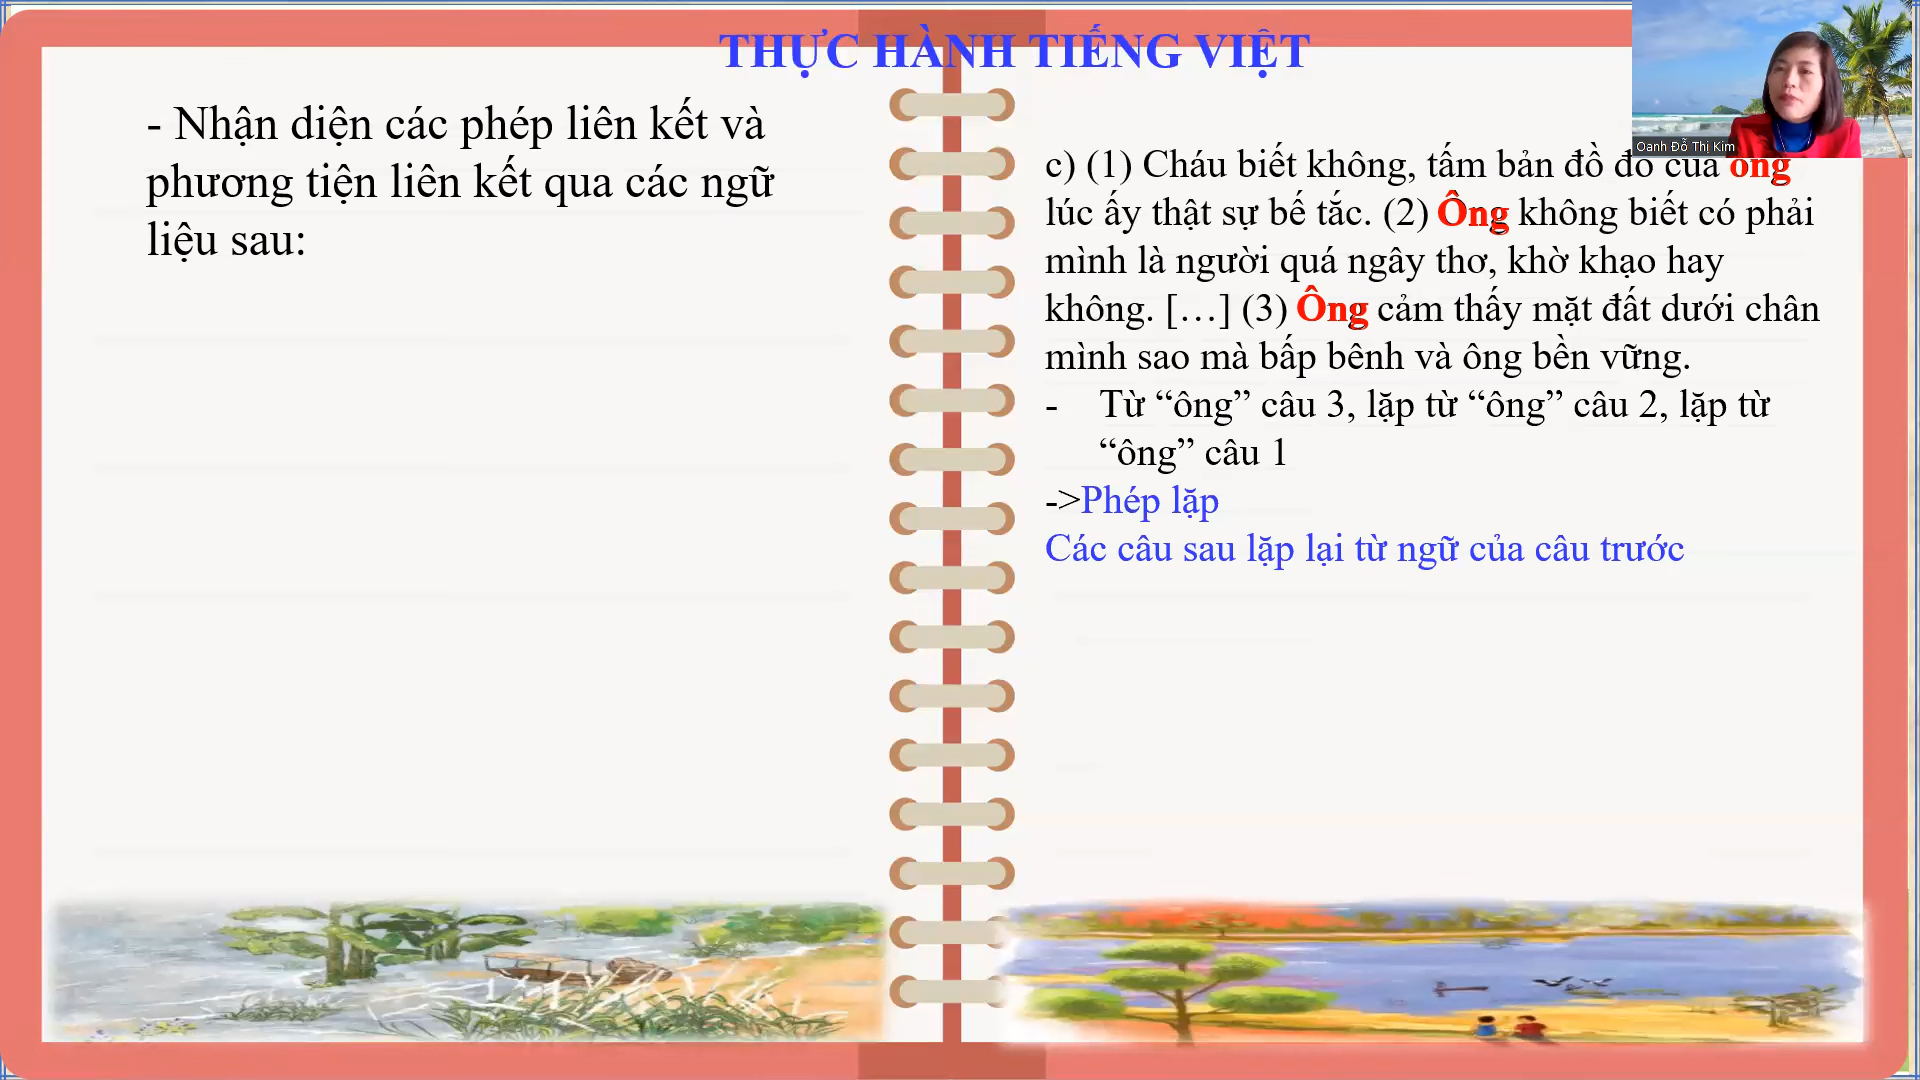 THỰC HÀNH TIẾNG VIỆT
- Nhận diện các phép liên kết và
phương tiện liên kết qua các ngữ
liệu sau:
Oanh Đỗ Thị Kim
c) (1) Cháu biết không, tấm bản đồ đó của ông
lúc ấy thật sự bế tắc. (2) Ông không biết có phải
mình là người quá ngây thơ, khờ khạo hay
không. […] (3) Ông cảm thấy mặt đất dưới chân
mình sao mà bấp bênh và ông bền vững.
- Từ “ông” câu 3, lặp từ “ông” câu 2, lặp từ
“ông” câu 1
->Phép lặp
Các câu sau lặp lại từ ngữ của câu trước